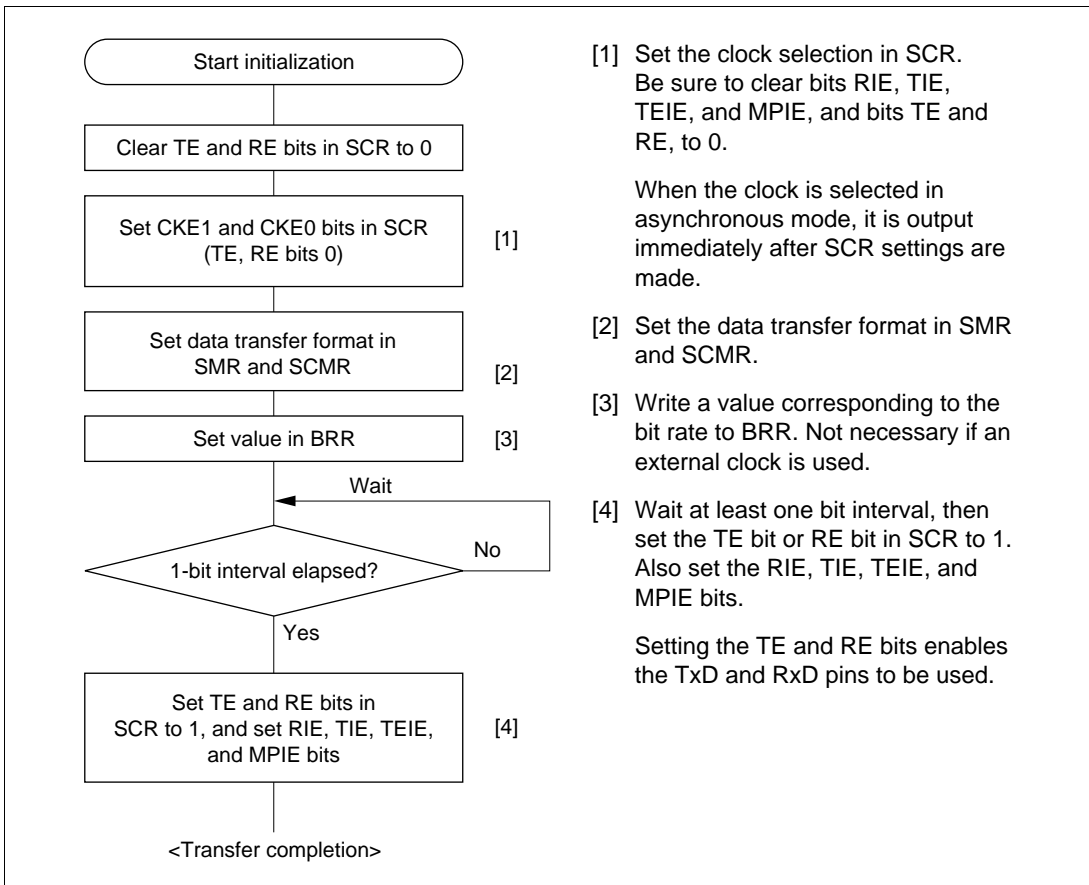 Start initialization
Clear TE and RE bits in SCR to 0
Set CKE1 and CKE0 bits in SCR
(TE, RE bits 0)
[1]
Set data transfer format in
SMR and SCMR
[2]
Set value in BRR
[3]
Wait
1-bit interval elapsed?
No
Yes
Set TE and RE bits in
SCR to 1, and set RIE, TIE, TEIE,
and MPIE bits
[4]
<Transfer completion>
[1] Set the clock selection in SCR.
Be sure to clear bits RIE, TIE,
TEIE, and MPIE, and bits TE and
RE, to 0.
When the clock is selected in
asynchronous mode, it is output
immediately after SCR settings are
made.
[2] Set the data transfer format in SMR
and SCMR.
[3] Write a value corresponding to the
bit rate to BRR. Not necessary if an
external clock is used.
[4] Wait at least one bit interval, then
set the TE bit or RE bit in SCR to 1.
Also set the RIE, TIE, TEIE, and
MPIE bits.
Setting the TE and RE bits enables
the TxD and RxD pins to be used.